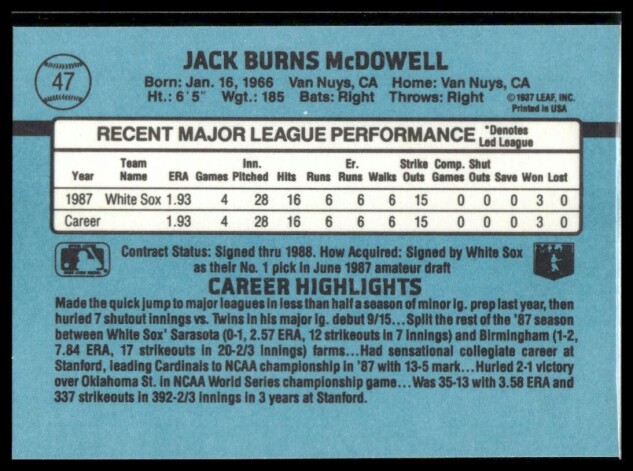 47
JACK BURNS McDOWELL
Born: Jan. 16, 1966 Van Nuys, CA Home: Van Nuys, CA
Ht.: 6'5" Wgt.: 185 Bats: Right Throws: Right
©1937 LEAF, INC.
Printed in USA
RECENT MAJOR LEAGUE PERFORMANCE *Denotes Led League
Year Team Name ERA Games Inn. Pitched Hits Runs Er. Runs Walks Strike Outs Comp. Games Shut Outs Save Won Lost
1987 White Sox 1.93 4 28 16 6 6 6 15 0 0 0 3 0
Career 1.93 4 28 16 6 6 6 15 0 0 0 3 0
Contract Status: Signed thru 1988. How Acquired: Signed by White Sox
as their No. 1 pick in June 1987 amateur draft
CAREER HIGHLIGHTS
Made the quick jump to major leagues in less than half a season of minor lg. prep last year, then
hurled 7 shutout innings vs. Twins in his major lg. debut 9/15...Split the rest of the '87 season
between White Sox' Sarasota (0-1, 2.57 ERA, 12 strikeouts in 7 innings) and Birmingham (1-2,
7.84 ERA, 17 strikeouts in 20-2/3 innings) farms...Had sensational collegiate career at
Stanford, leading Cardinals to NCAA championship in '87 with 13-5 mark...Hurled 2-1 victory
over Oklahoma St. in NCAA World Series championship game...Was 35-13 with 3.58 ERA and
337 strikeouts in 392-2/3 innings in 3 years at Stanford.